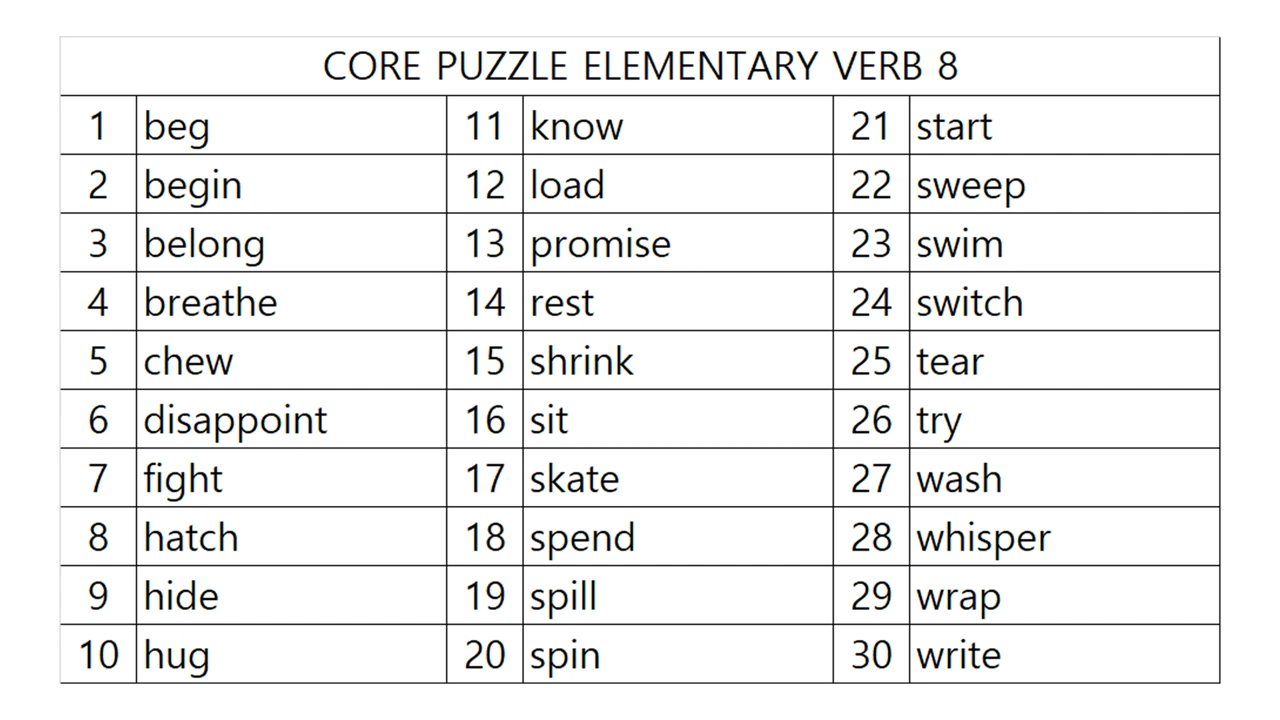 CORE PUZZLE ELEMENTARY VERB 8
1 beg 11 know 21 start
2 begin 12 load 22 sweep
3 belong 13 promise 23 swim
4 breathe 14 rest 24 switch
5 chew 15 shrink 25 tear
6 disappoint 16 sit 26 try
7 fight 17 skate 27 wash
8 hatch 18 spend 28 whisper
9 hide 19 spill 29 wrap
10 hug 20 spin 30 write